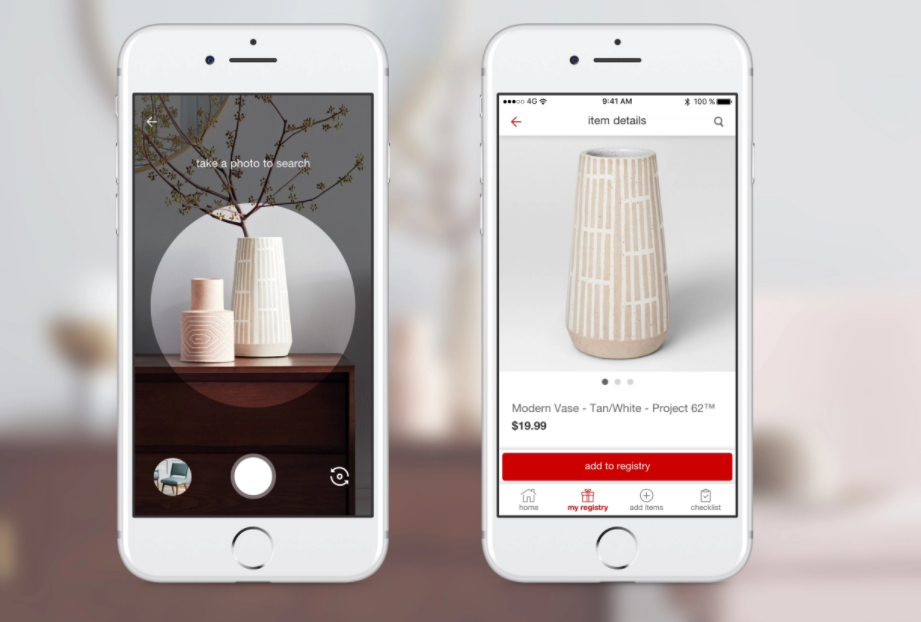 take a photo to search
4G
9:41 AM
100 %
item details
Modern Vase - Tan/White - Project 62™
$19.99
add to registry
home
my registry
add items
checklist